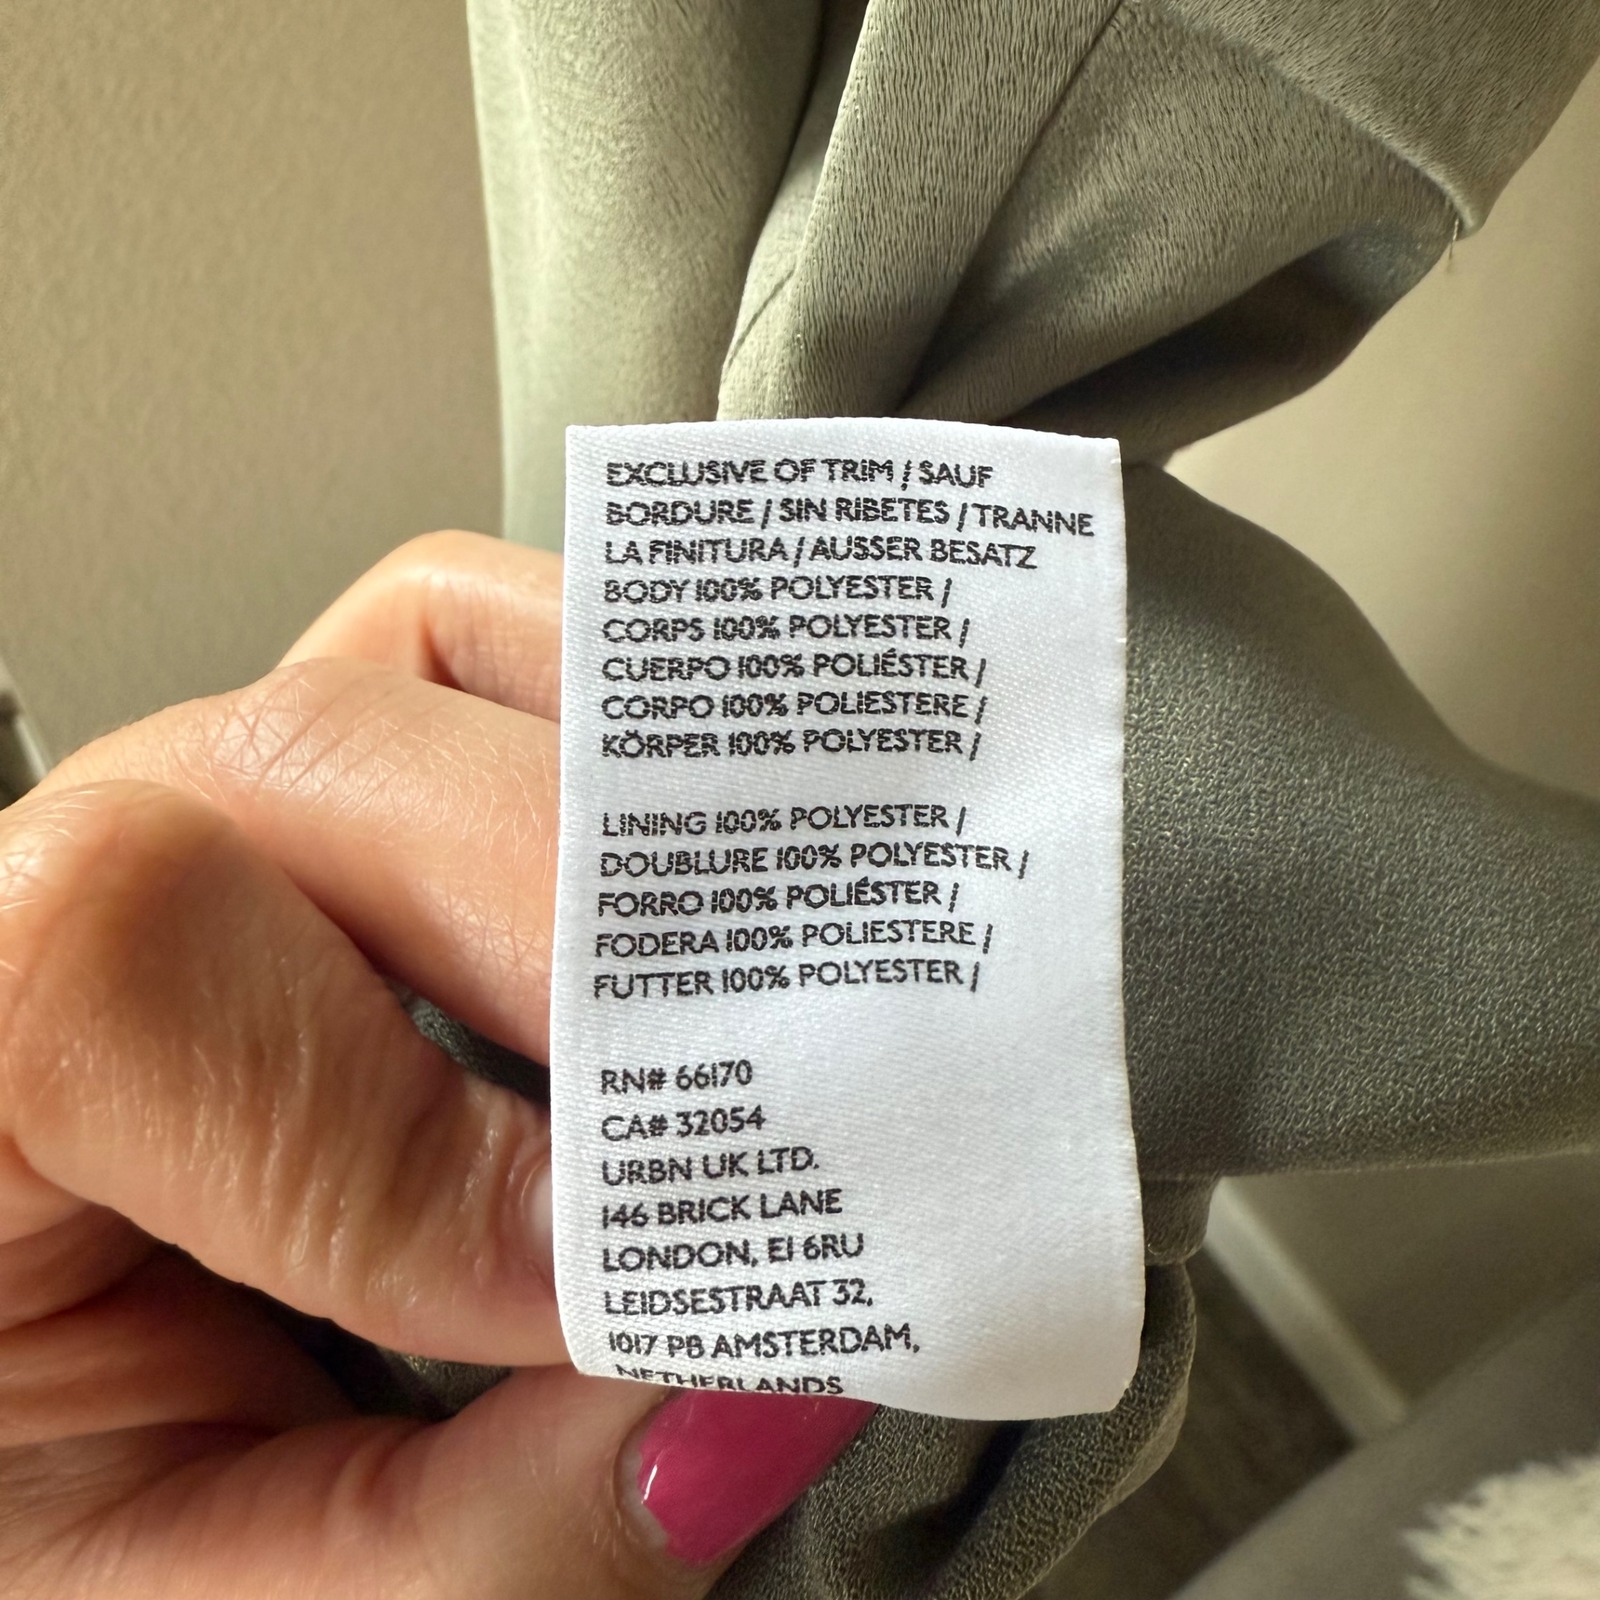 EXCLUSIVE OF TRIM / SAUF
BORDURE / SIN RIBETES / TRANNE
LA FINITURA / AUSSER BESATZ
BODY 100% POLYESTER /
CORPS 100% POLYESTER /
CUERPO 100% POLIÉSTER /
CORPO 100% POLIESTERE /
KÖRPER 100% POLYESTER /
LINING 100% POLYESTER /
DOUBLURE 100% POLYESTER /
FORRO 100% POLIÉSTER /
FODERA 100% POLIESTERE /
FUTTER 100% POLYESTER /
RN# 66170
CA# 32054
URBN UK LTD.
146 BRICK LANE
LONDON, E1 6RU
LEIDSESTRAAT 32,
1017 PB AMSTERDAM,
NETHERLANDS